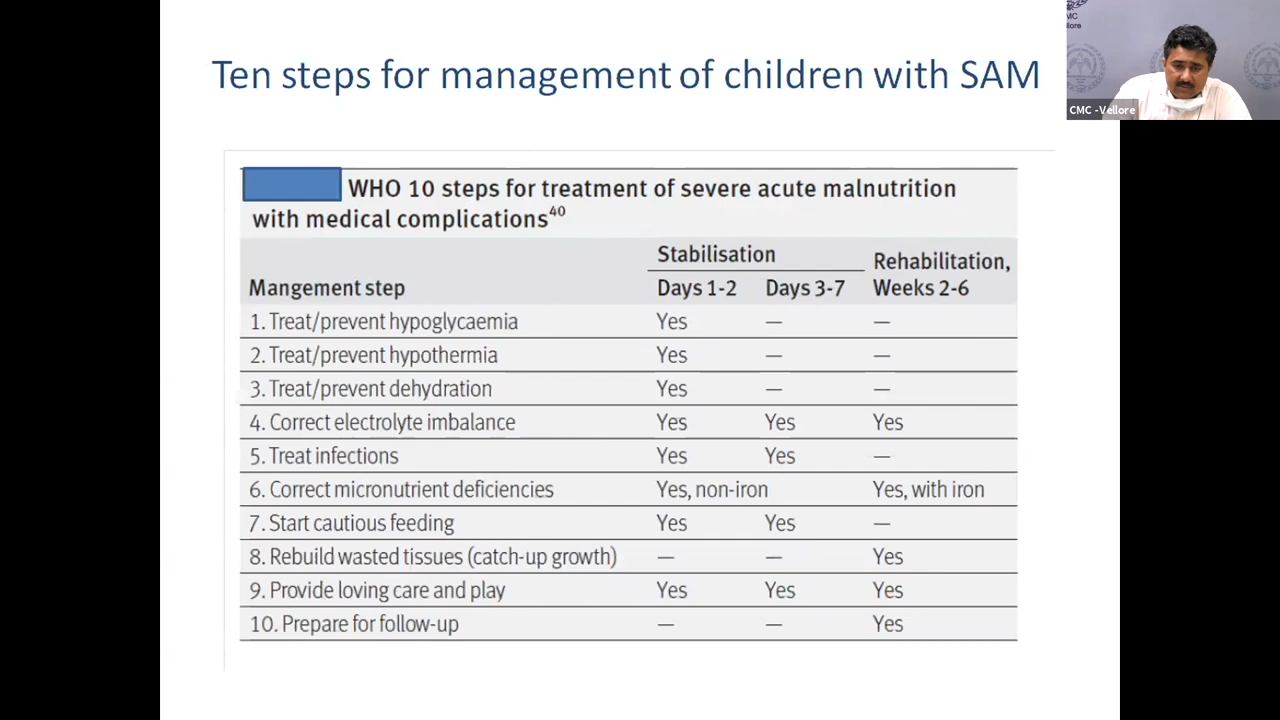 Ten steps for management of children with SAM
MC
llore
CMC -Vellore
WHO 10 steps for treatment of severe acute malnutrition
with medical complications40
Stabilisation
Rehabilitation,
Mangement step Days 1-2 Days 3-7 Weeks 2-6
1. Treat/prevent hypoglycaemia Yes — —
2. Treat/prevent hypothermia Yes — —
3. Treat/prevent dehydration Yes — —
4. Correct electrolyte imbalance Yes Yes Yes
5. Treat infections Yes Yes —
6. Correct micronutrient deficiencies Yes, non-iron Yes, with iron
7. Start cautious feeding Yes Yes —
8. Rebuild wasted tissues (catch-up growth) — — Yes
9. Provide loving care and play Yes Yes Yes
10. Prepare for follow-up — — Yes